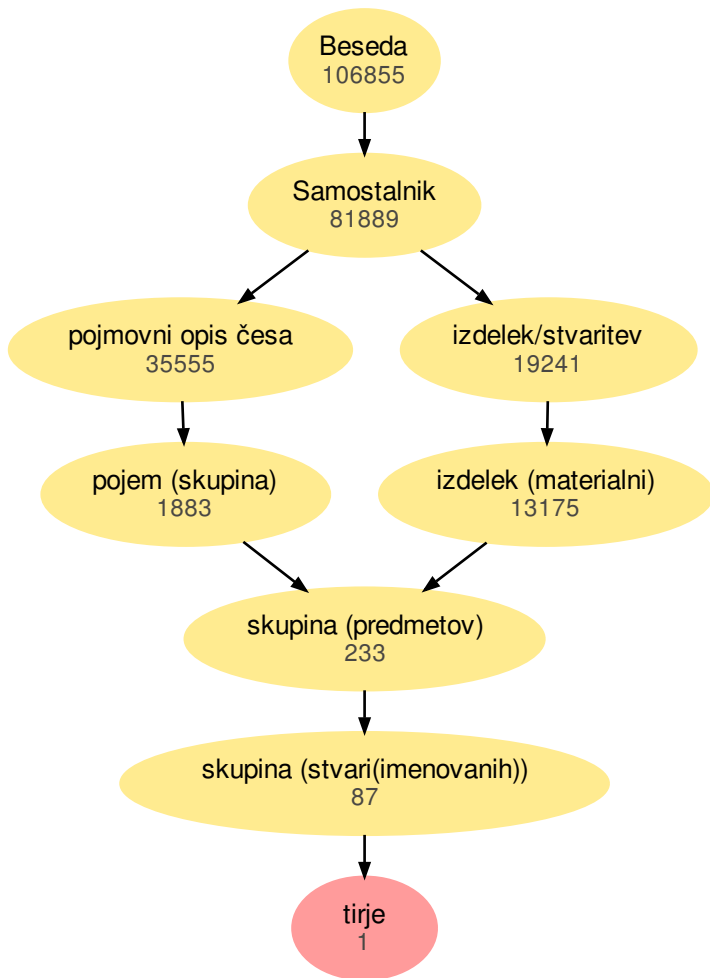 Beseda
106855
Samostalnik
81889
pojmovni opis česa
35555
izdelek/stvaritev
19241
pojem (skupina)
1883
izdelek (materialni)
13175
skupina (predmetov)
233
skupina (stvari(imenovanih))
87
tirje
1